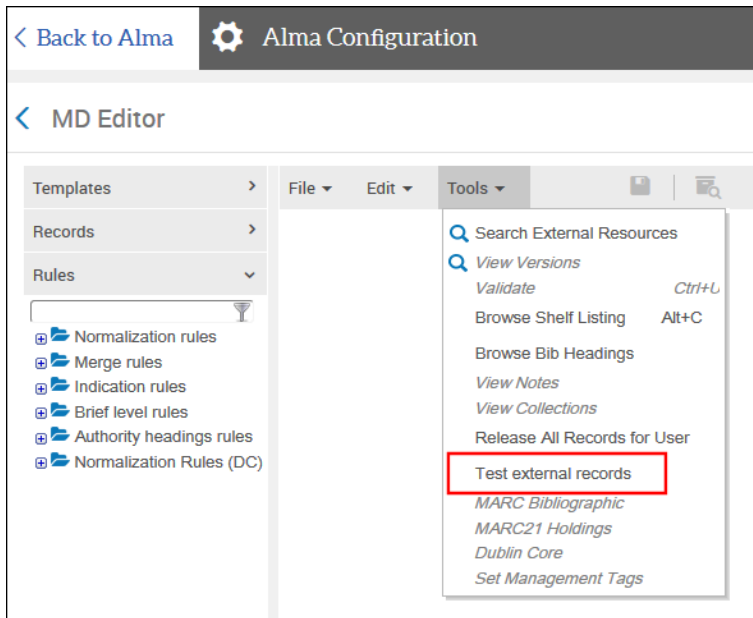 Back to Alma Alma Configuration
MD Editor
Templates
Records
Rules
Normalization rules
Merge rules
Indication rules
Brief level rules
Authority headings rules
Normalization Rules (DC)
File Edit Tools
Search External Resources
View Versions
Validate Ctrl+U
Browse Shelf Listing Alt+C
Browse Bib Headings
View Notes
View Collections
Release All Records for User
Test external records
MARC Bibliographic
MARC21 Holdings
Dublin Core
Set Management Tags